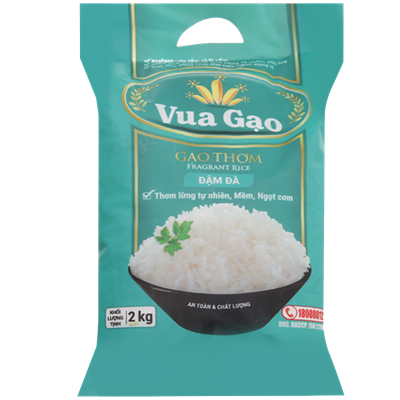 Vua Gạo
GẠO THƠM
FRAGRANT RICE
ĐẬM ĐÀ
Thơm lừng tự nhiên, Mềm, Ngọt cơm
AN TOÀN & CHẤT LƯỢNG
KHỐI
LƯỢNG
TỊNH
2 kg